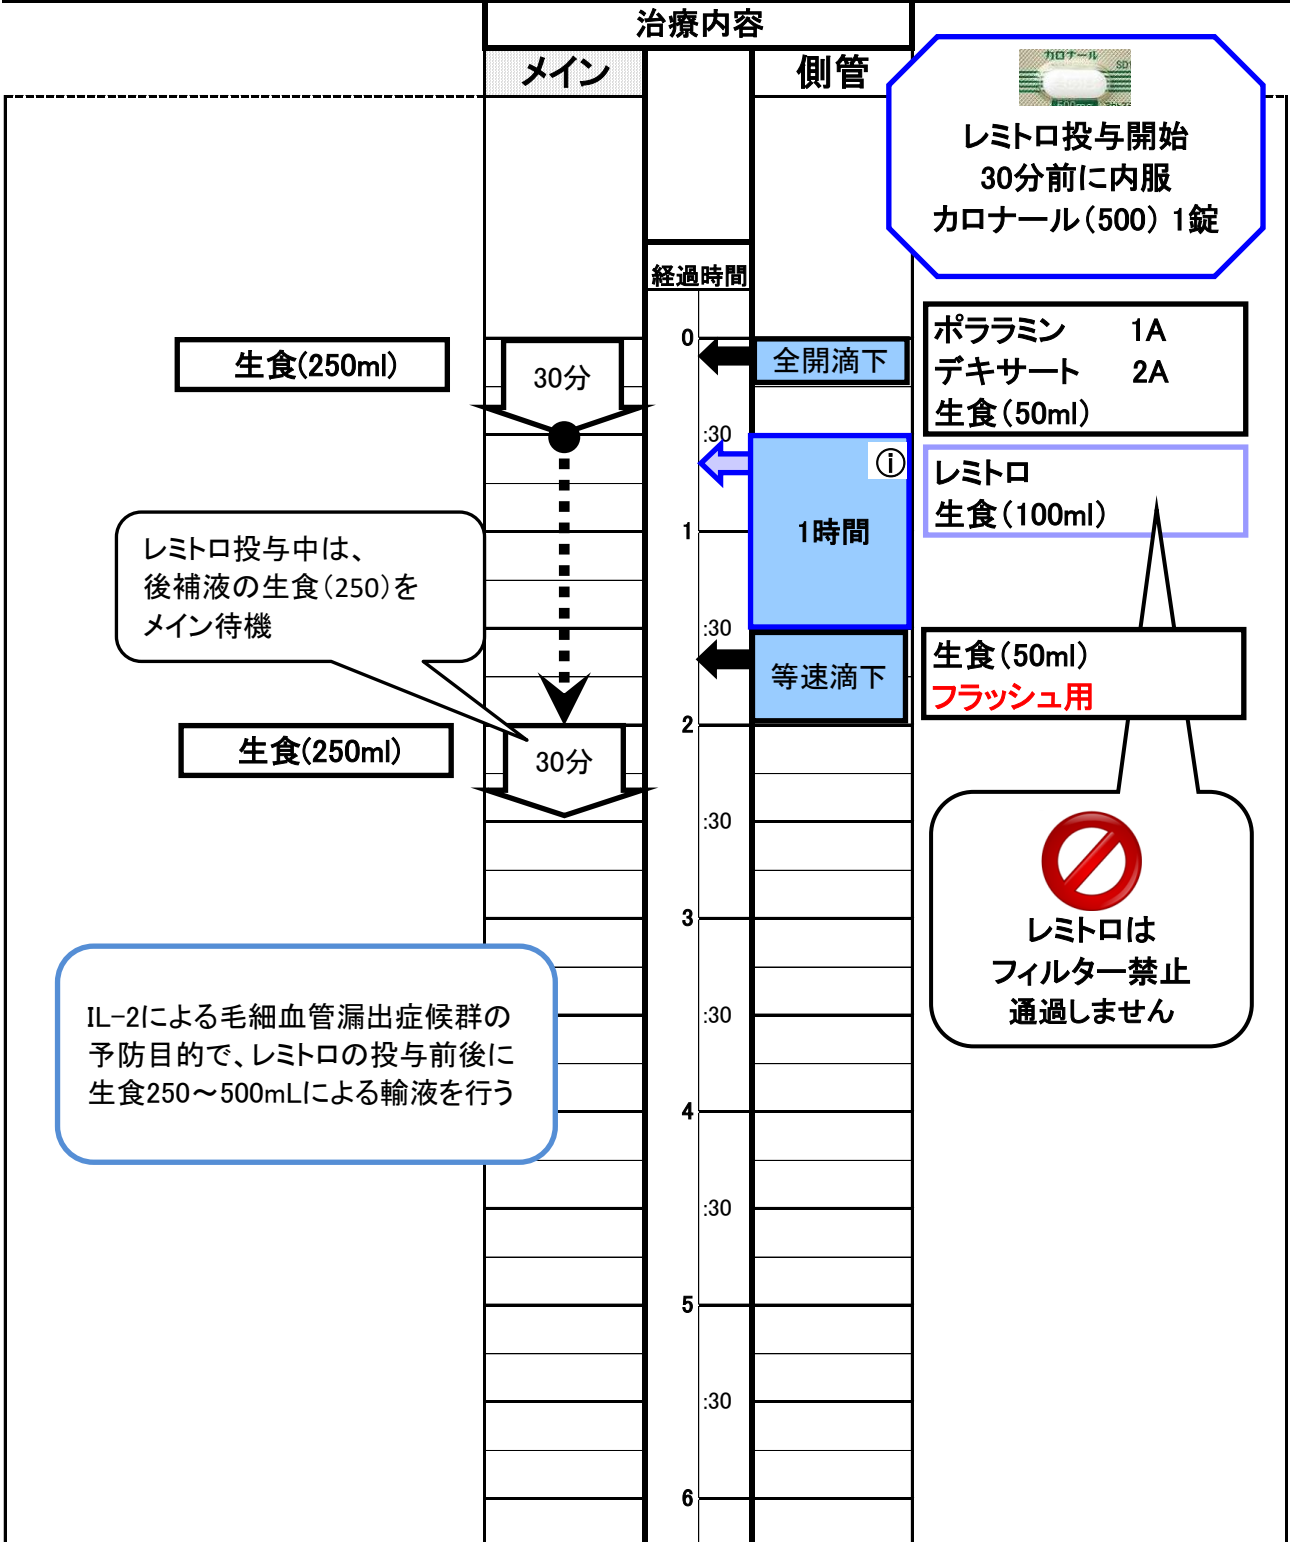 治療内容
メイン
側管
カロナール
500mg
レミトロ投与開始
30分前に内服
カロナール（500）1錠
経過時間
0
生食(250ml)
30分
全開滴下
ポララミン 1A
デキサート 2A
生食(50ml)
:30
ⓘ
レミトロ
生食(100ml)
1
1時間
レミトロ投与中は、
後補液の生食(250)を
メイン待機
:30
等速滴下
生食(50ml)
フラッシュ用
2
生食(250ml)
30分
:30
3
レミトロは
フィルター禁止
通過しません
IL-2による毛細血管漏出症候群の
予防目的で、レミトロの投与前後に
生食250～500mLによる輸液を行う
:30
4
:30
5
:30
6